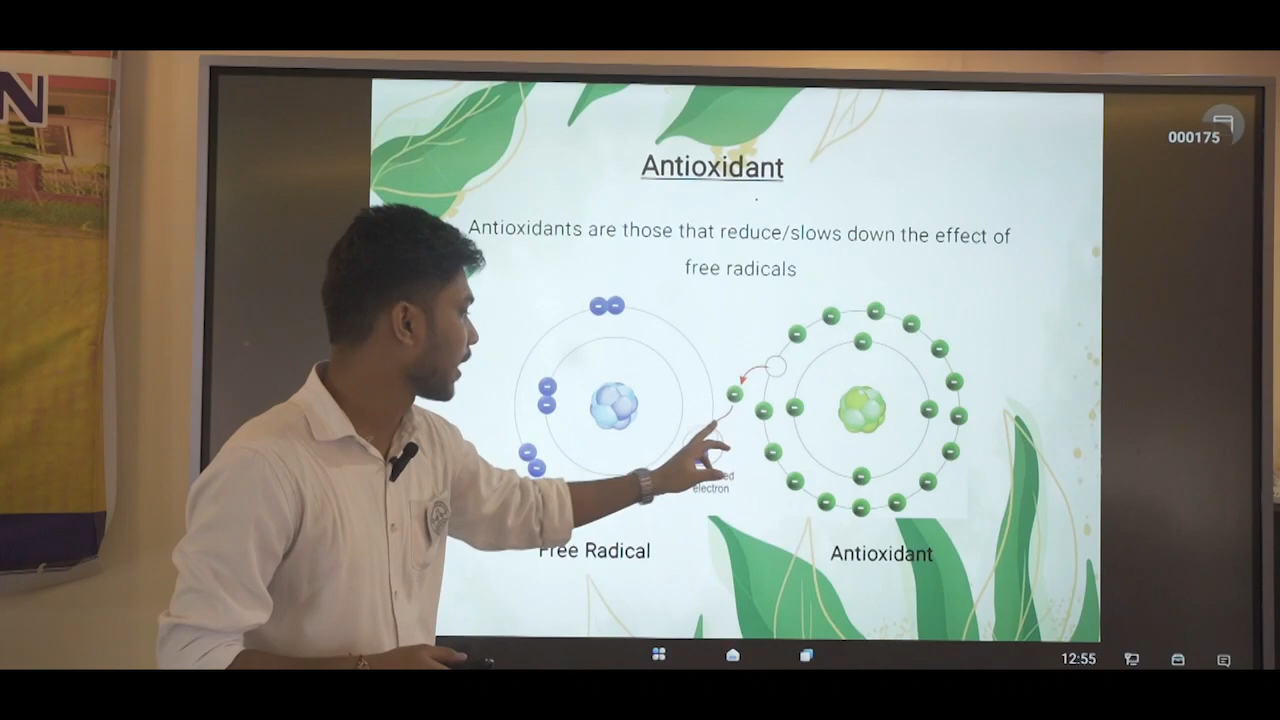 N
000175
Antioxidant
Antioxidants are those that reduce/slows down the effect of
free radicals
electron
Free Radical
Antioxidant
12:55